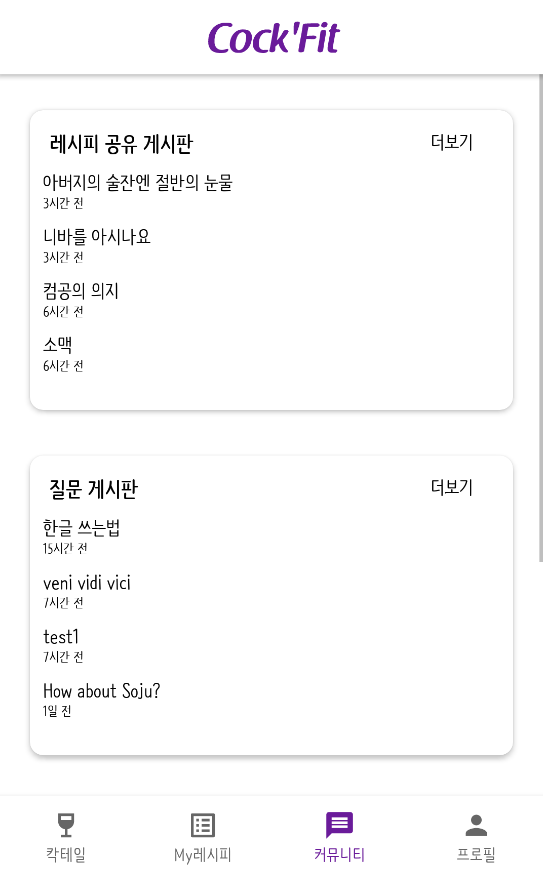 Cock'Fit
레시피 공유 게시판 더보기
아버지의 술잔엔 절반의 눈물
3시간 전
니바를 아시나요
3시간 전
컴공의 의지
6시간 전
소맥
6시간 전
질문 게시판 더보기
한글 쓰는법
15시간 전
veni vidi vici
7시간 전
test1
7시간 전
How about Soju?
1일 전
칵테일 My레시피 커뮤니티 프로필